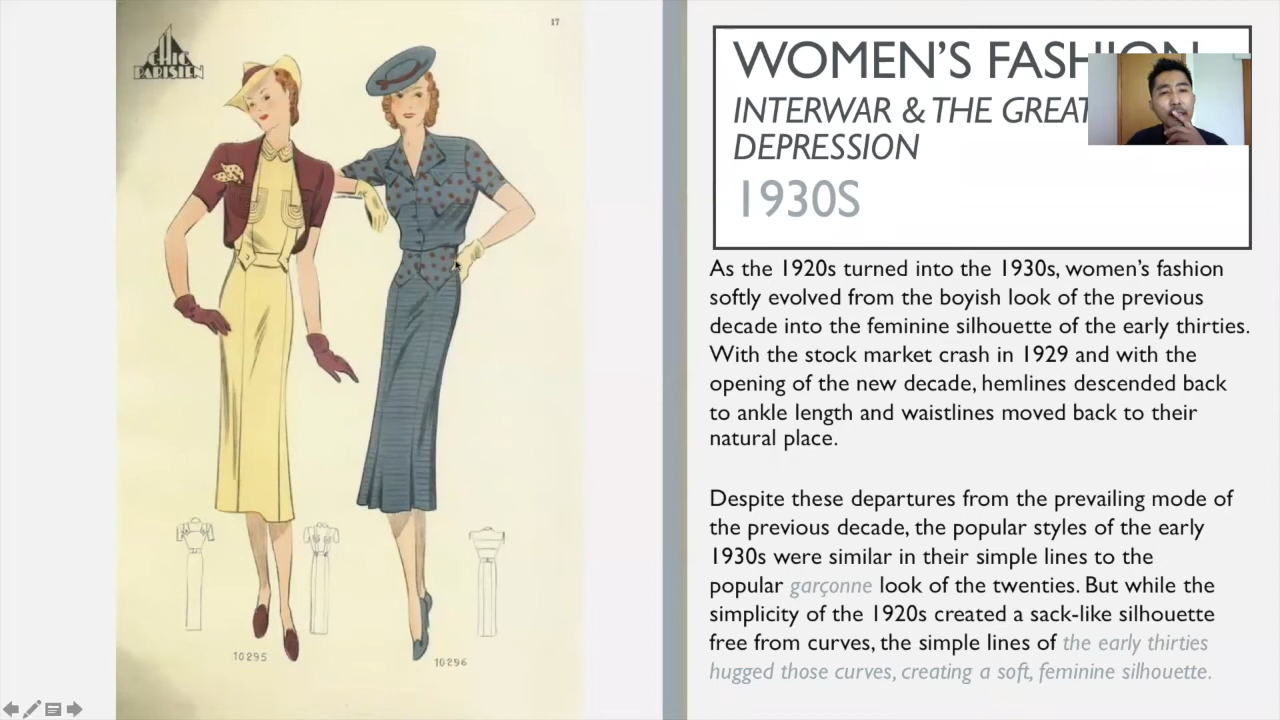 17
CHIC
PARISIEN
10295
10296
WOMEN'S FASHION
INTERWAR & THE GREAT
DEPRESSION
1930S
As the 1920s turned into the 1930s, women's fashion
softly evolved from the boyish look of the previous
decade into the feminine silhouette of the early thirties.
With the stock market crash in 1929 and with the
opening of the new decade, hemlines descended back
to ankle length and waistlines moved back to their
natural place.
Despite these departures from the prevailing mode of
the previous decade, the popular styles of the early
1930s were similar in their simple lines to the
popular garçonne look of the twenties. But while the
simplicity of the 1920s created a sack-like silhouette
free from curves, the simple lines of the early thirties
hugged those curves, creating a soft, feminine silhouette.